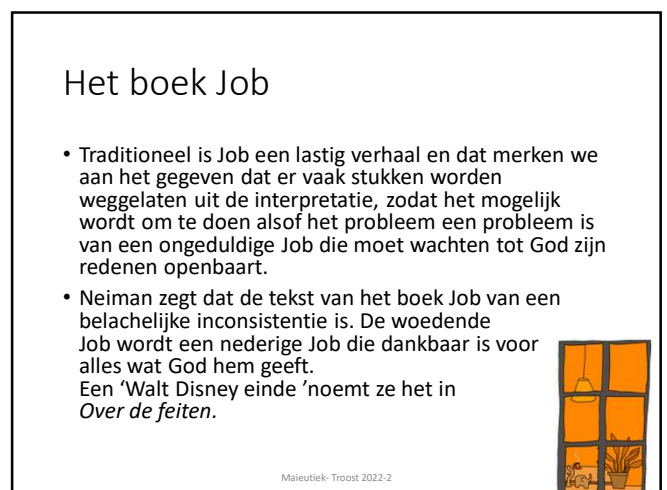 Het boek Job
• Traditioneel is Job een lastig verhaal en dat merken we
aan het gegeven dat er vaak stukken worden
weggelaten uit de interpretatie, zodat het mogelijk
wordt om te doen alsof het probleem een probleem is
van een ongeduldige Job die moet wachten tot God zijn
redenen openbaart.
• Neiman zegt dat de tekst van het boek Job van een
belachelijke inconsistentie is. De woedende
Job wordt een nederige Job die dankbaar is voor
alles wat God hem geeft.
Een ‘Walt Disney einde ’noemt ze het in
Over de feiten.
Maieutiek- Troost 2022-2